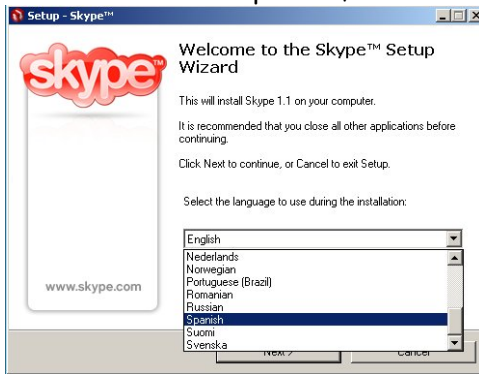 Setup - Skype™
skype™
Welcome to the Skype™ Setup
Wizard
This will install Skype 1.1 on your computer.
It is recommended that you close all other applications before
continuing.
Click Next to continue, or Cancel to exit Setup.
Select the language to use during the installation:
English
Nederlands
Norwegian
Portuguese (Brazil)
Romanian
Russian
Spanish
Suomi
Svenska
www.skype.com
Next >
Cancel